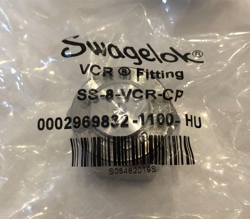 Swagelok®
VCR ® Fitting
SS-8-VCR-CP
0002969832-1100-HU